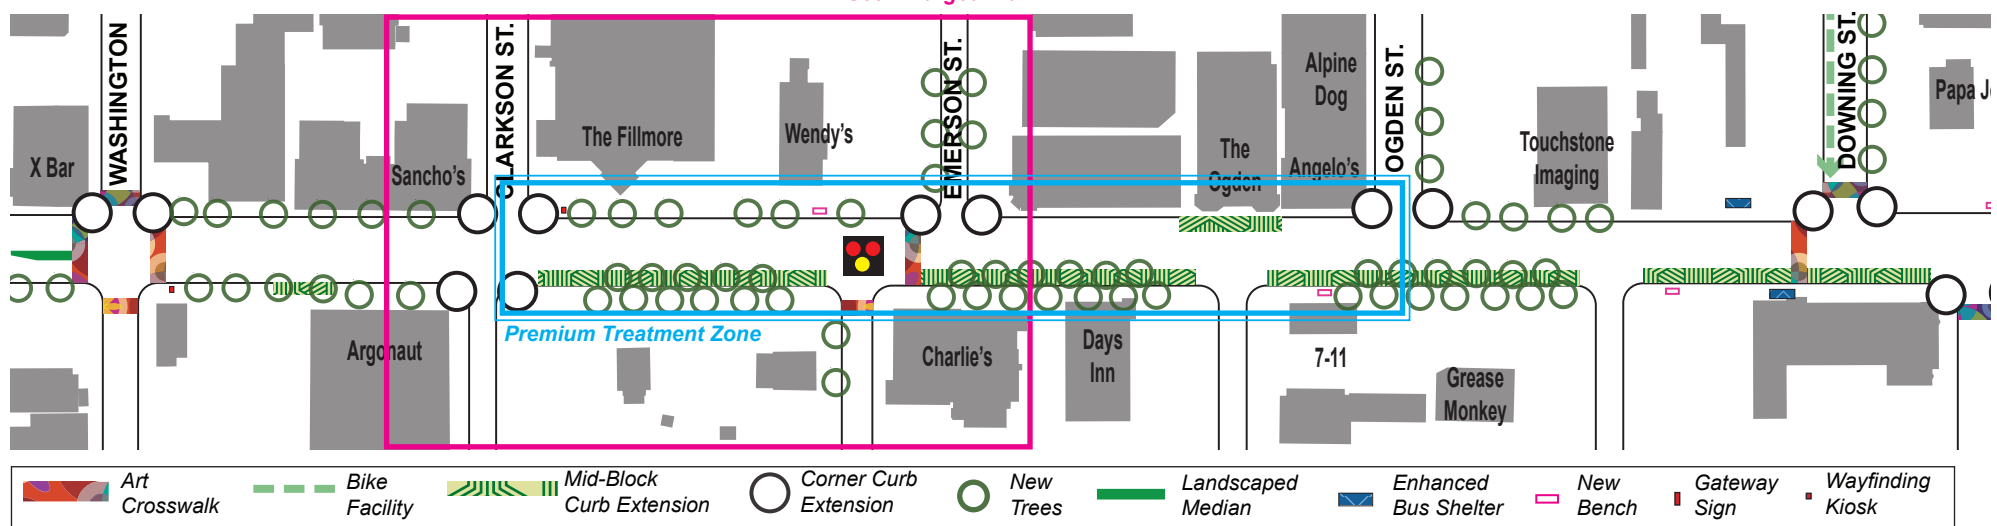 WASHINGTON
CLARKSON ST.
EMERSON ST.
OGDEN ST.
DOWNING ST.
X Bar
Sancho's
The Fillmore
Wendy's
The
Ogden
Alpine
Dog
Angelo's
Touchstone
Imaging
Papa J
Premium Treatment Zone
Argonaut
Charlie's
Days
Inn
7-11
Grease
Monkey
Art
Crosswalk
Bike
Facility
Mid-Block
Curb Extension
Corner Curb
Extension
New
Trees
Landscaped
Median
Enhanced
Bus Shelter
New
Bench
Gateway
Sign
Wayfinding
Kiosk